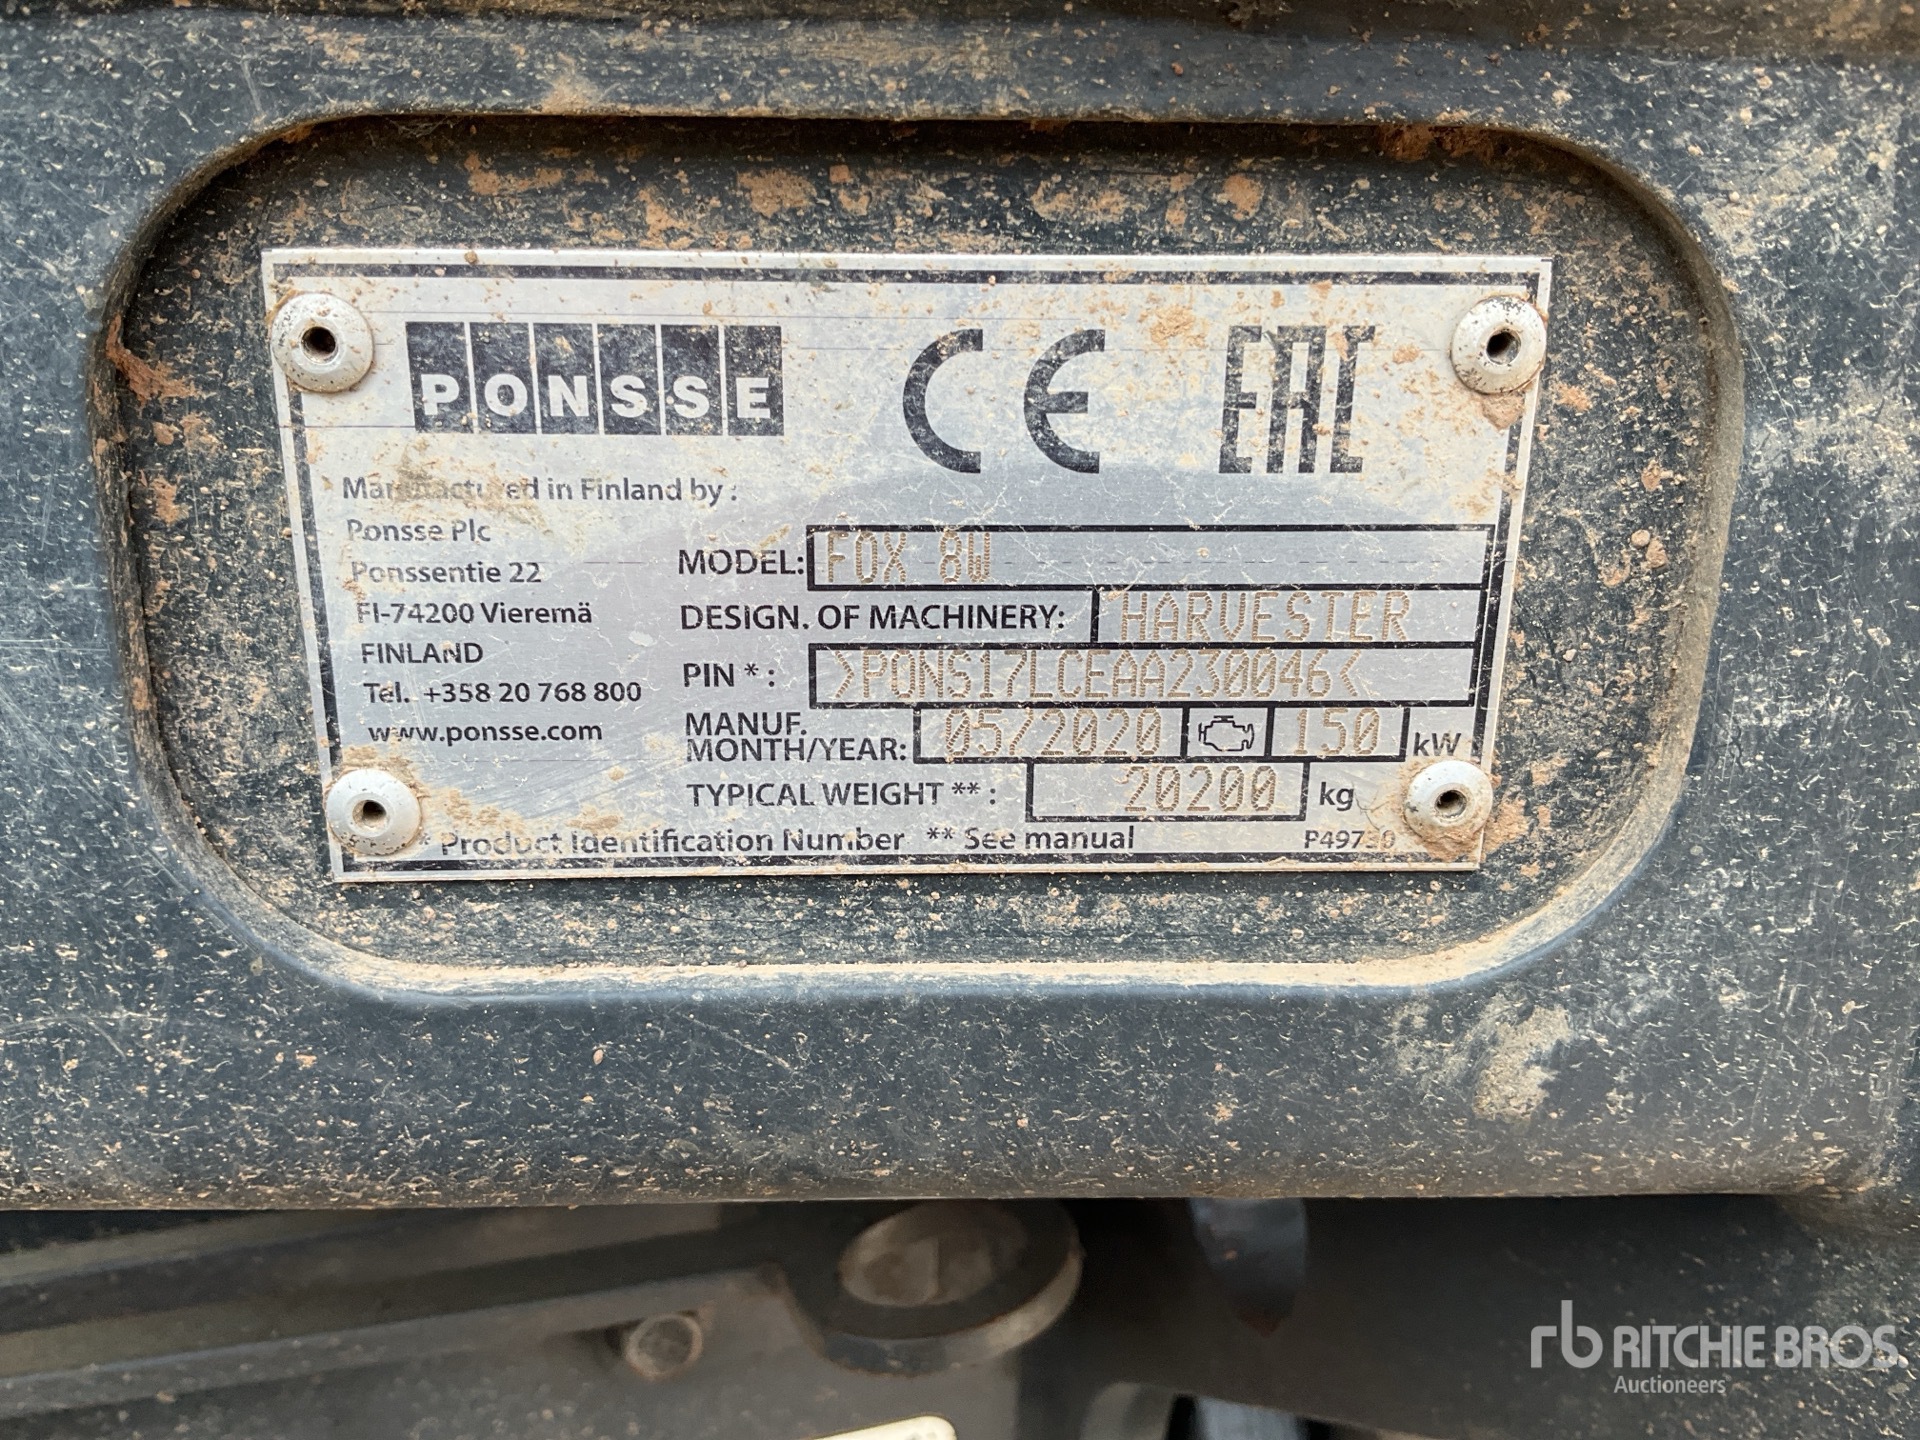 PONSSE CE EAC
Manufactured in Finland by :
Ponsse Plc
Ponssentie 22
FI-74200 Vieremä
FINLAND
Tel. +358 20 768 800
www.ponsse.com
MODEL: FOX 8W
DESIGN. OF MACHINERY: HARVESTER
PIN * : >PONS17LCEAA230046<
MANUF. MONTH/YEAR: 05/2020 150 kW
TYPICAL WEIGHT ** : 20200 kg
* Product Identification Number ** See manual
rb RITCHIE BROS.
Auctioneers